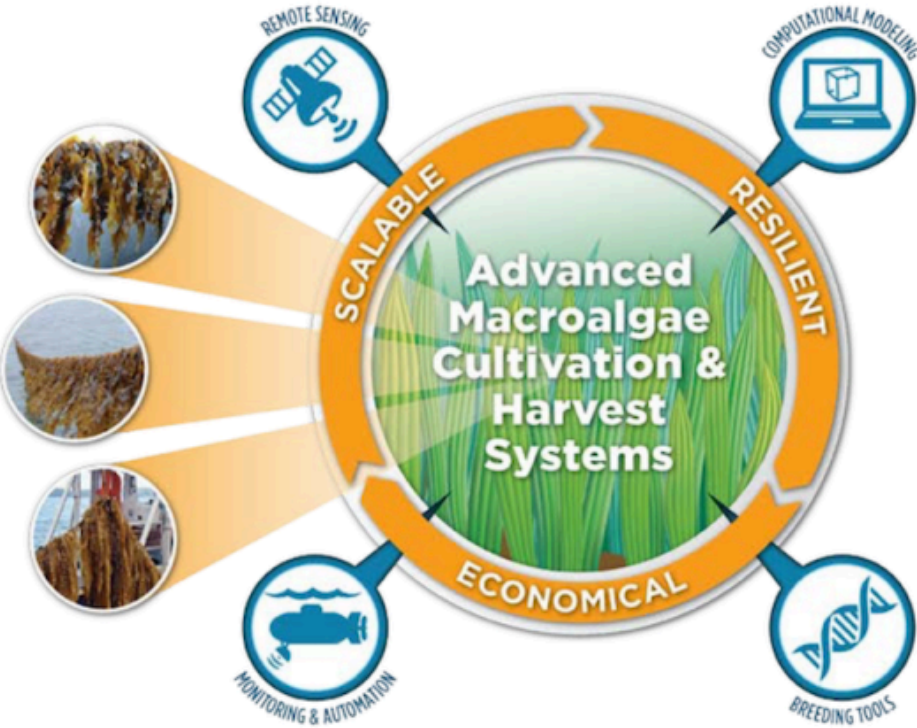 REMOTE SENSING
COMPUTATIONAL MODELING
SCALABLE
RESILIENT
Advanced
Macroalgae
Cultivation &
Harvest
Systems
ECONOMICAL
MONITORING & AUTOMATION
BREEDING TOOLS